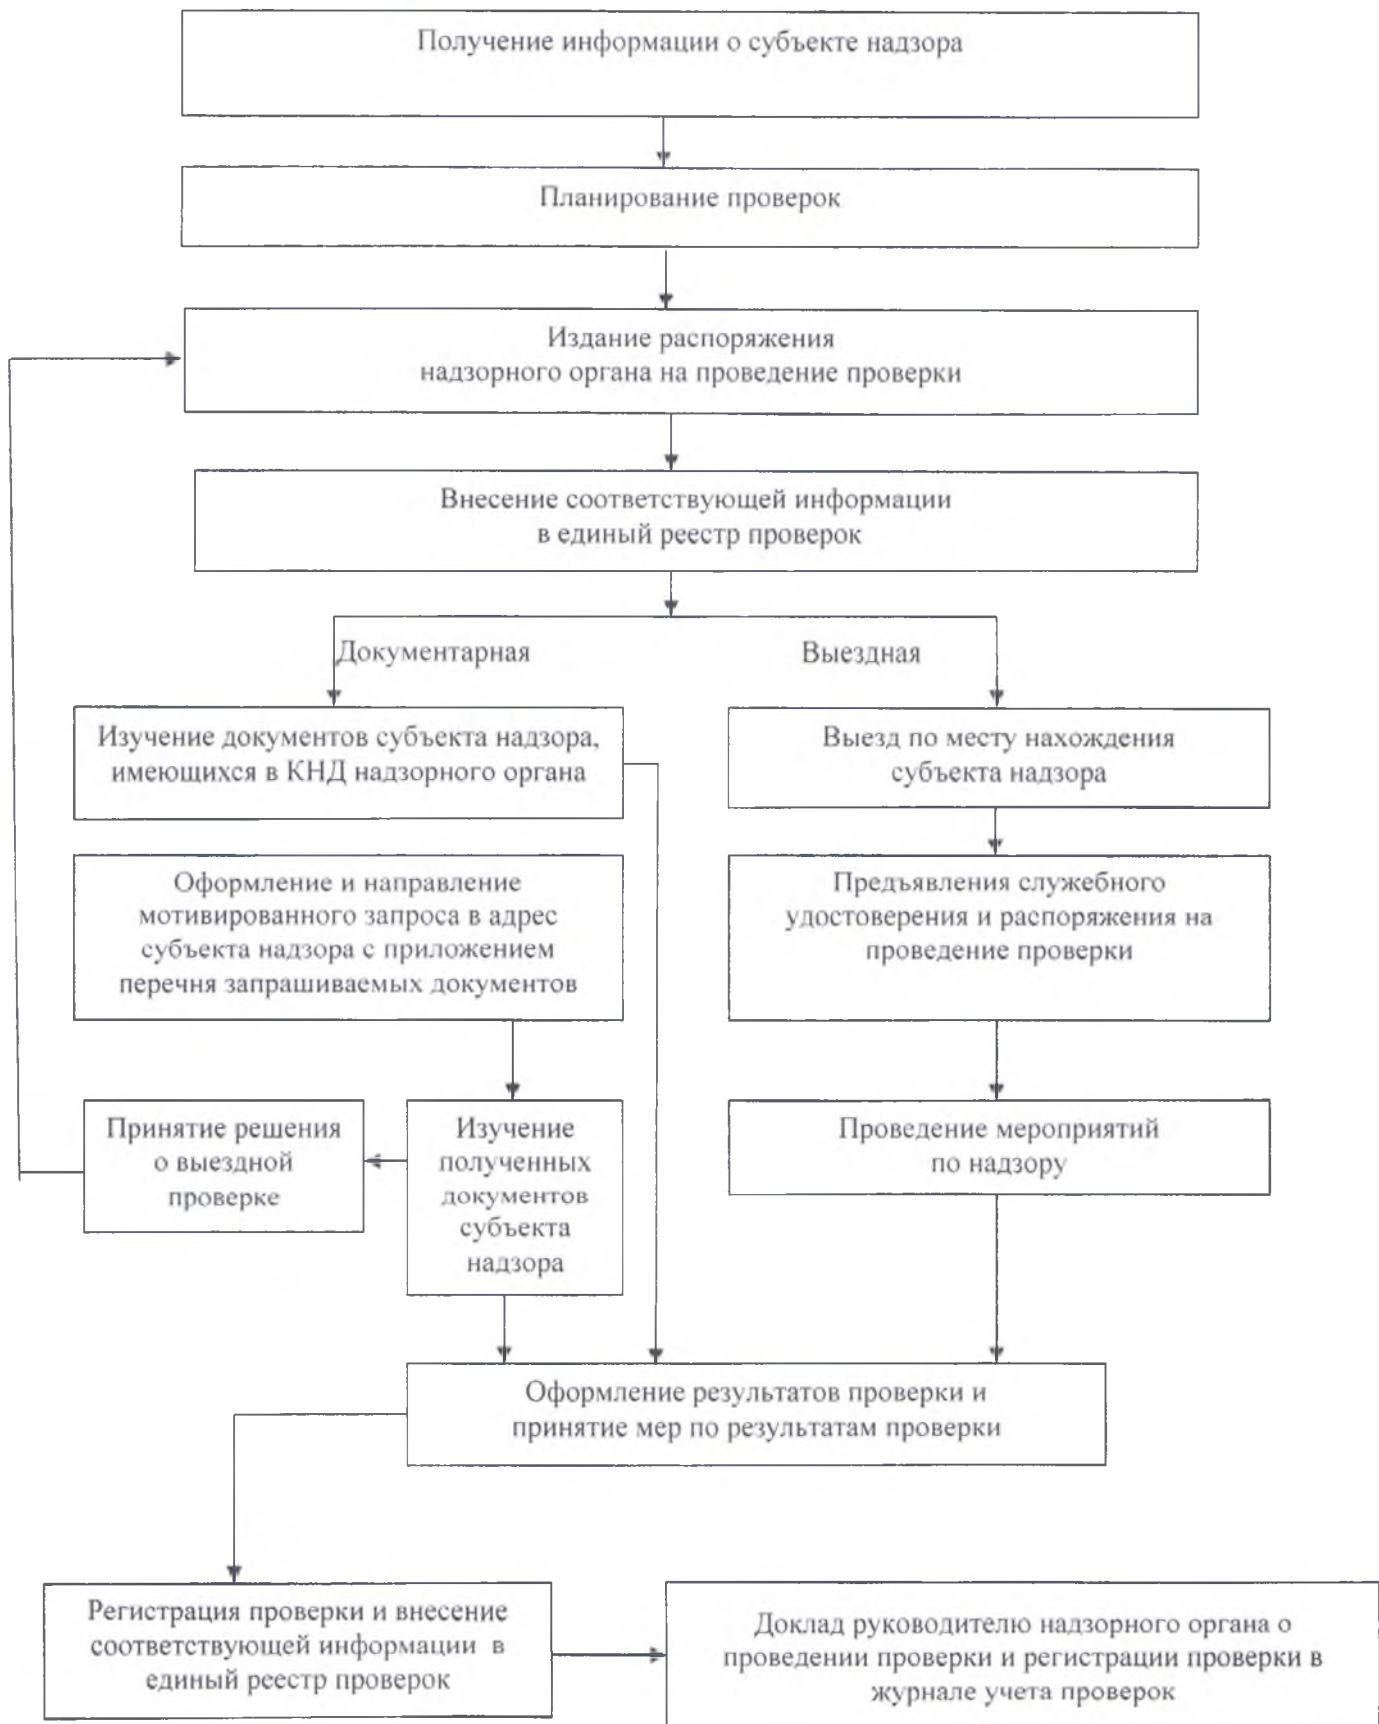 Получение информации о субъекте надзора
Планирование проверок
Издание распоряжения
надзорного органа на проведение проверки
Внесение соответствующей информации
в единый реестр проверок
Документарная
Выездная
Изучение документов субъекта надзора,
имеющихся в КНД надзорного органа
Выезд по месту нахождения
субъекта надзора
Оформление и направление
мотивированного запроса в адрес
субъекта надзора с приложением
перечня запрашиваемых документов
Предъявления служебного
удостоверения и распоряжения на
проведение проверки
Принятие решения
о выездной
проверке
Изучение
полученных
документов
субъекта
надзора
Проведение мероприятий
по надзору
Оформление результатов проверки и
принятие мер по результатам проверки
Регистрация проверки и внесение
соответствующей информации в
единый реестр проверок
Доклад руководителю надзорного органа о
проведении проверки и регистрации проверки в
журнале учета проверок